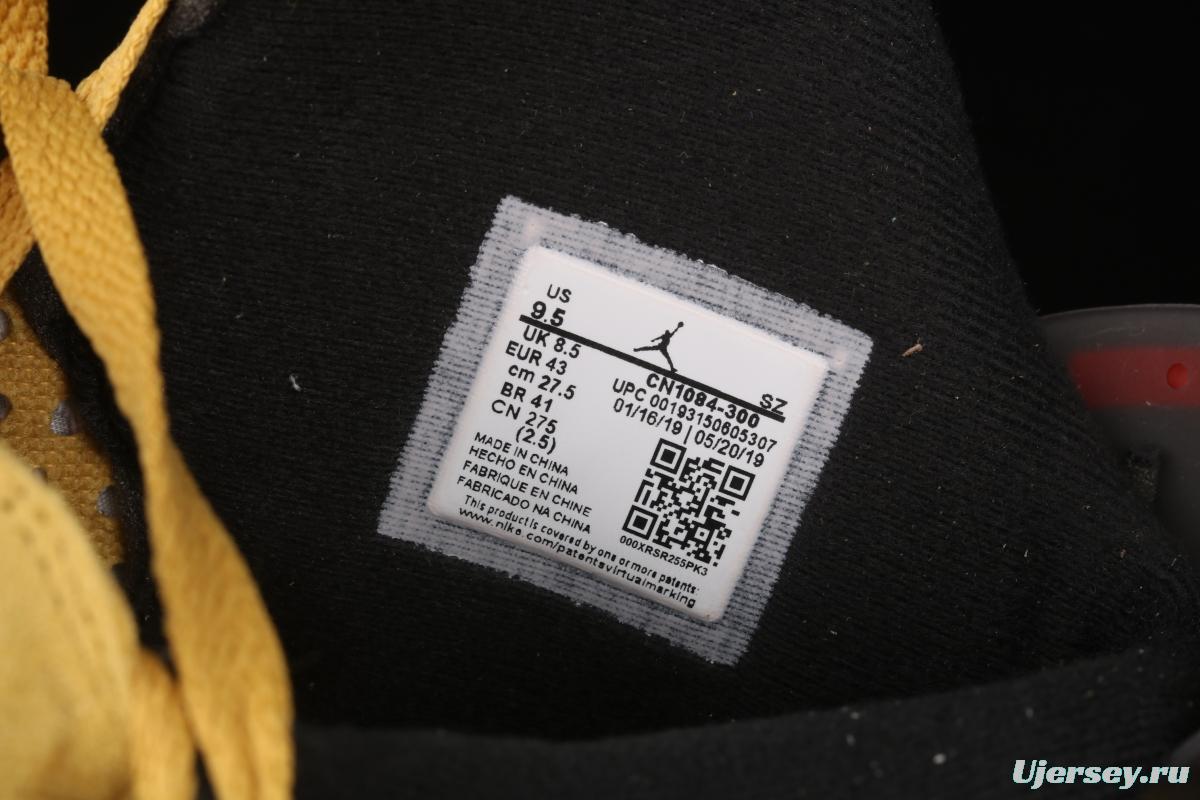 US
9.5
UK 8.5
EUR 43
cm 27.5
BR 41
CN 275
(2.5)
SZ
CN1084-300
UPC 00193150605307
01/16/19 | 05/20/19
MADE IN CHINA
HECHO EN CHINA
FABRIQUE EN CHINE
FABRICADO NA CHINA
000XRSR255PK3
This product is covered by one or more patents:
www.nike.com/patentsvirtualmarking
Ujersey.ru